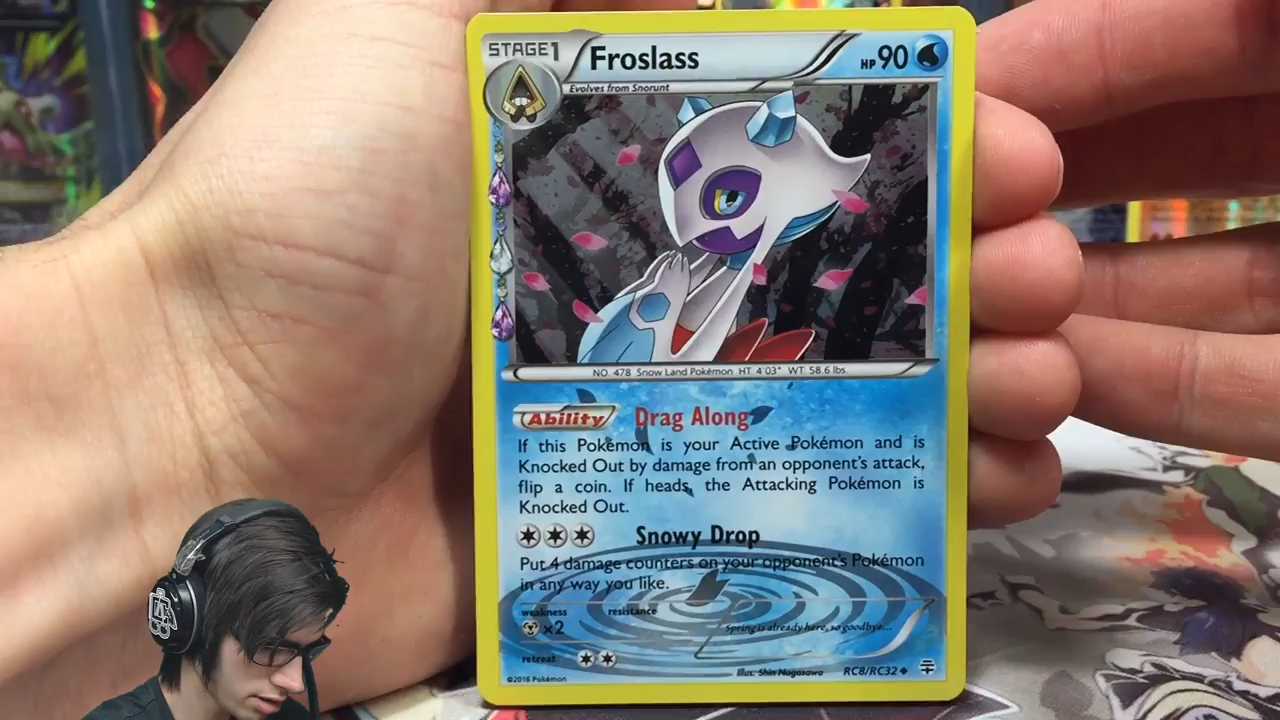 STAGE1
Froslass
HP90
Evolves from Snorunt
NO. 478 Snow Land Pokémon HT: 4'03" WT: 58.6 lbs.
Ability Drag Along
If this Pokémon is your Active Pokémon and is
Knocked Out by damage from an opponent's attack,
flip a coin. If heads, the Attacking Pokémon is
Knocked Out.
Snowy Drop
Put 4 damage counters on your opponent's Pokémon
in any way you like.
weakness resistance
×2
Spring is already here, so goodbye...
retreat
©2016 Pokémon
Illus. Shin Nagasawa
RC8/RC32